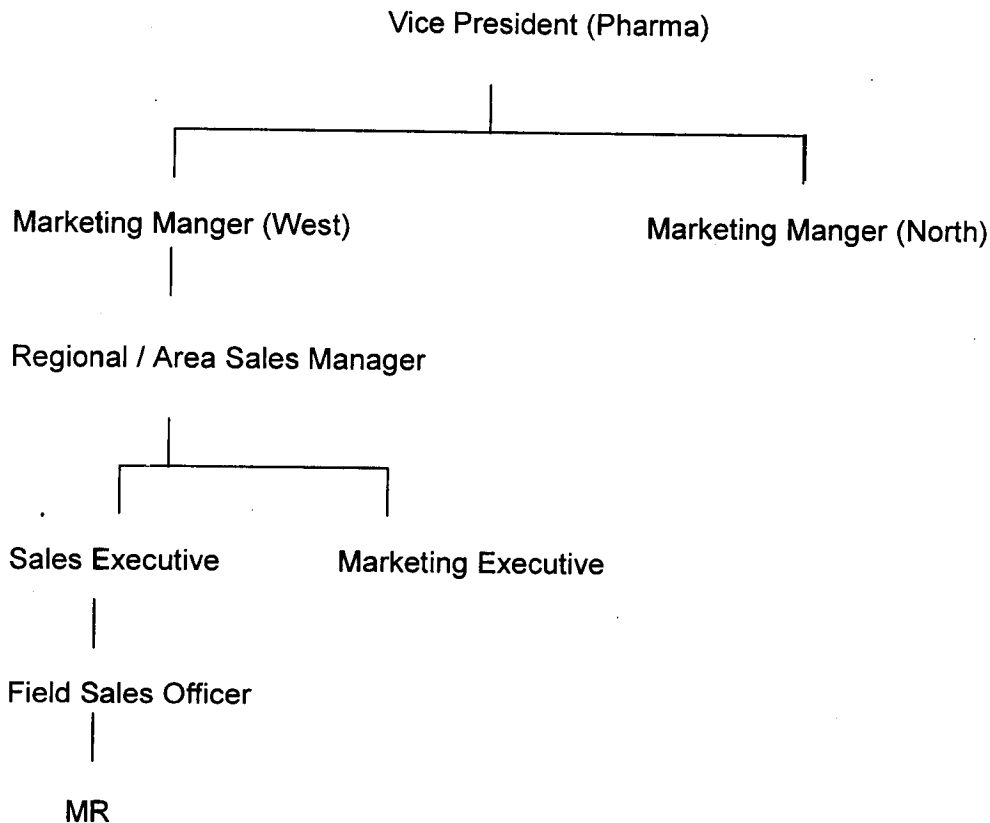 Vice President (Pharma)
Marketing Manger (West)
Marketing Manger (North)
Regional / Area Sales Manager
Sales Executive
Marketing Executive
Field Sales Officer
MR